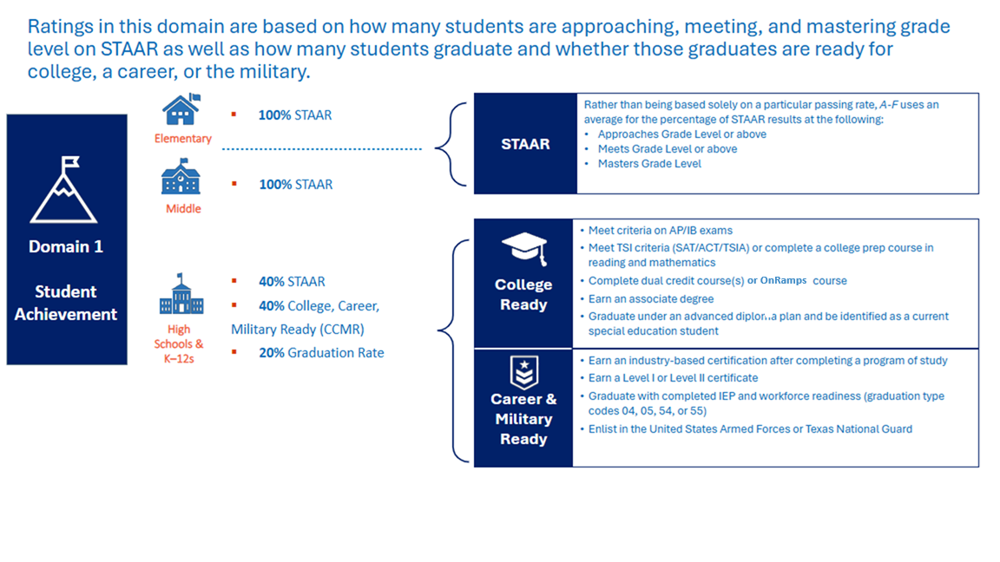 Ratings in this domain are based on how many students are approaching, meeting, and mastering grade
level on STAAR as well as how many students graduate and whether those graduates are ready for
college, a career, or the military.
Domain 1
Student
Achievement
Elementary
▪ 100% STAAR
Middle
▪ 100% STAAR
High
Schools &
K–12s
▪ 40% STAAR
▪ 40% College, Career,
Military Ready (CCMR)
▪ 20% Graduation Rate
STAAR
Rather than being based solely on a particular passing rate, A-F uses an
average for the percentage of STAAR results at the following:
• Approaches Grade Level or above
• Meets Grade Level or above
• Masters Grade Level
College
Ready
• Meet criteria on AP/IB exams
• Meet TSI criteria (SAT/ACT/TSIA) or complete a college prep course in
reading and mathematics
• Complete dual credit course(s) or OnRamps course
• Earn an associate degree
• Graduate under an advanced plan and be identified as a current
special education student
Career &
Military
Ready
• Earn an industry-based certification after completing a program of study
• Earn a Level I or Level II certificate
• Graduate with completed IEP and workforce readiness (graduation type
codes 04, 05, 54, or 55)
• Enlist in the United States Armed Forces or Texas National Guard